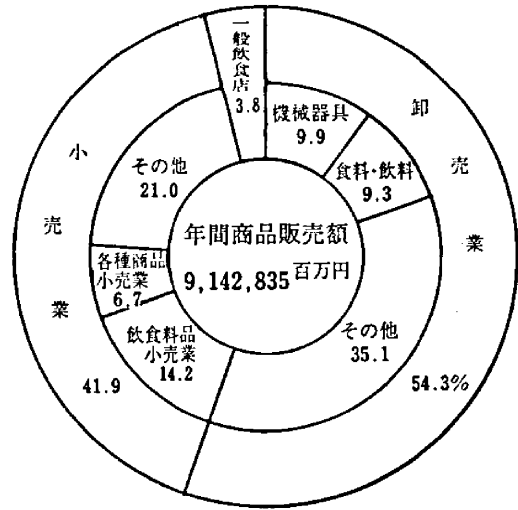 年間商品販売額
9,142,835百万円
卸売業
54.3%
機械器具
9.9
食料・飲料
9.3
その他
35.1
小売業
41.9
飲食料品
小売業
14.2
各種商品
小売業
6.7
その他
21.0
一般飲食店
3.8